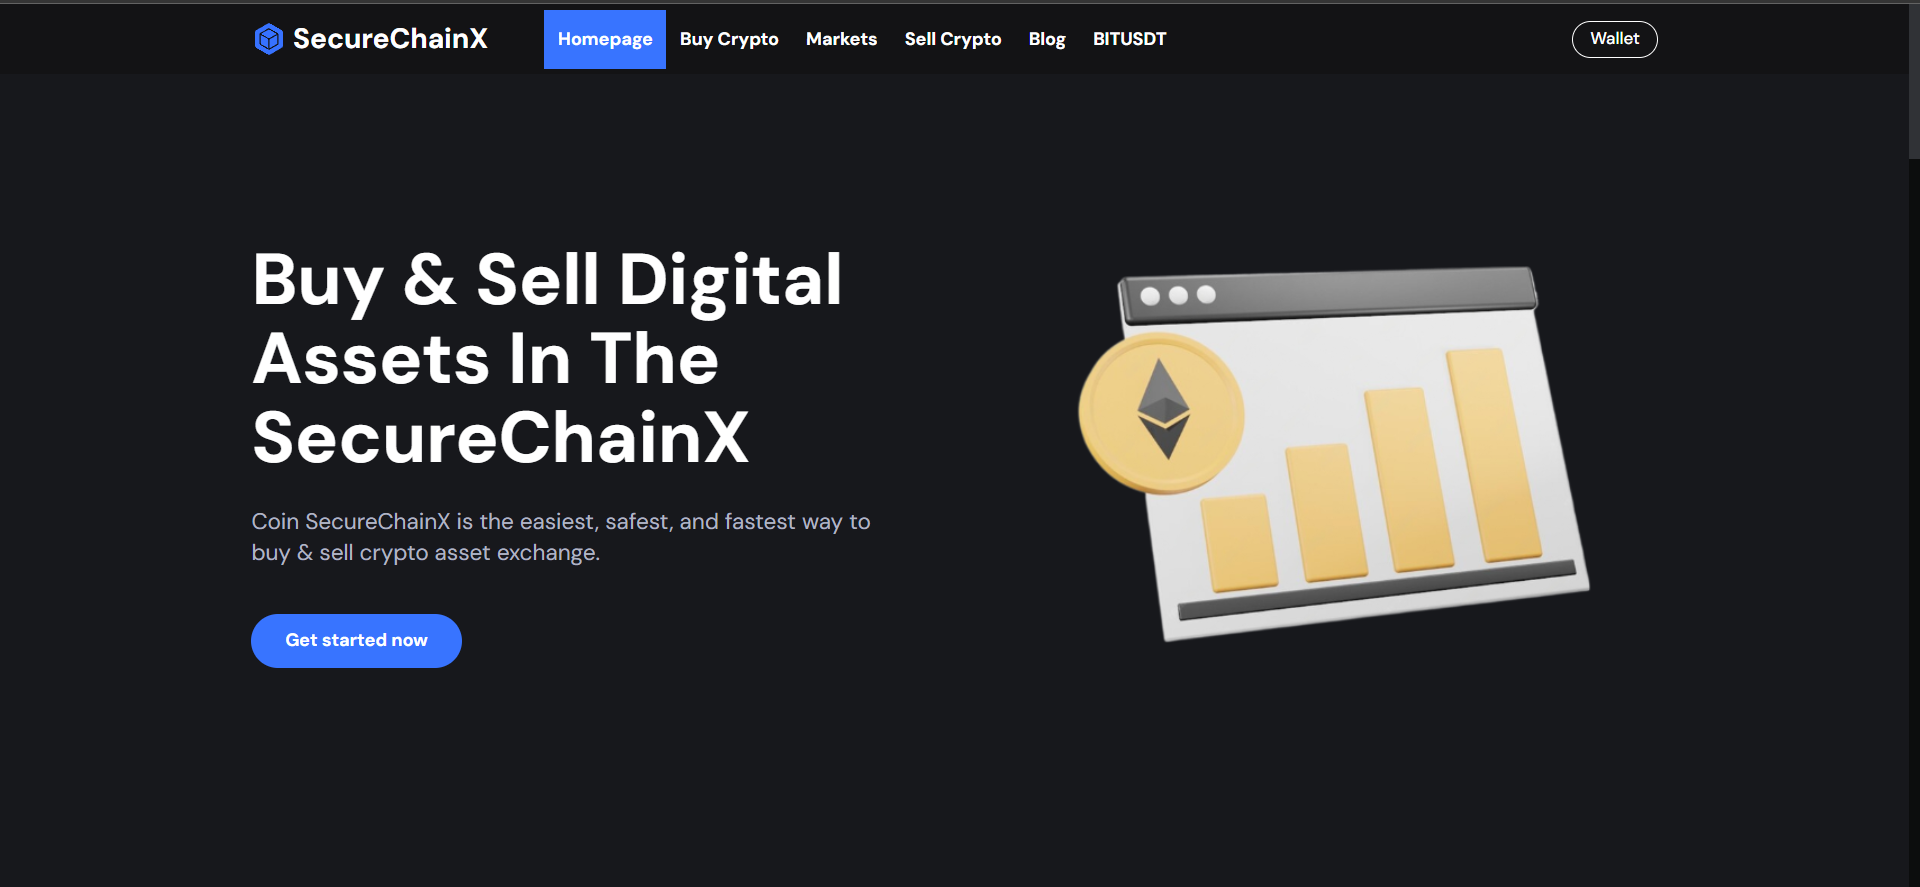 SecureChainX
Homepage
Buy Crypto
Markets
Sell Crypto
Blog
BITUSDT
Wallet
Buy & Sell Digital
Assets In The
SecureChainX
Coin SecureChainX is the easiest, safest, and fastest way to
buy & sell crypto asset exchange.
Get started now